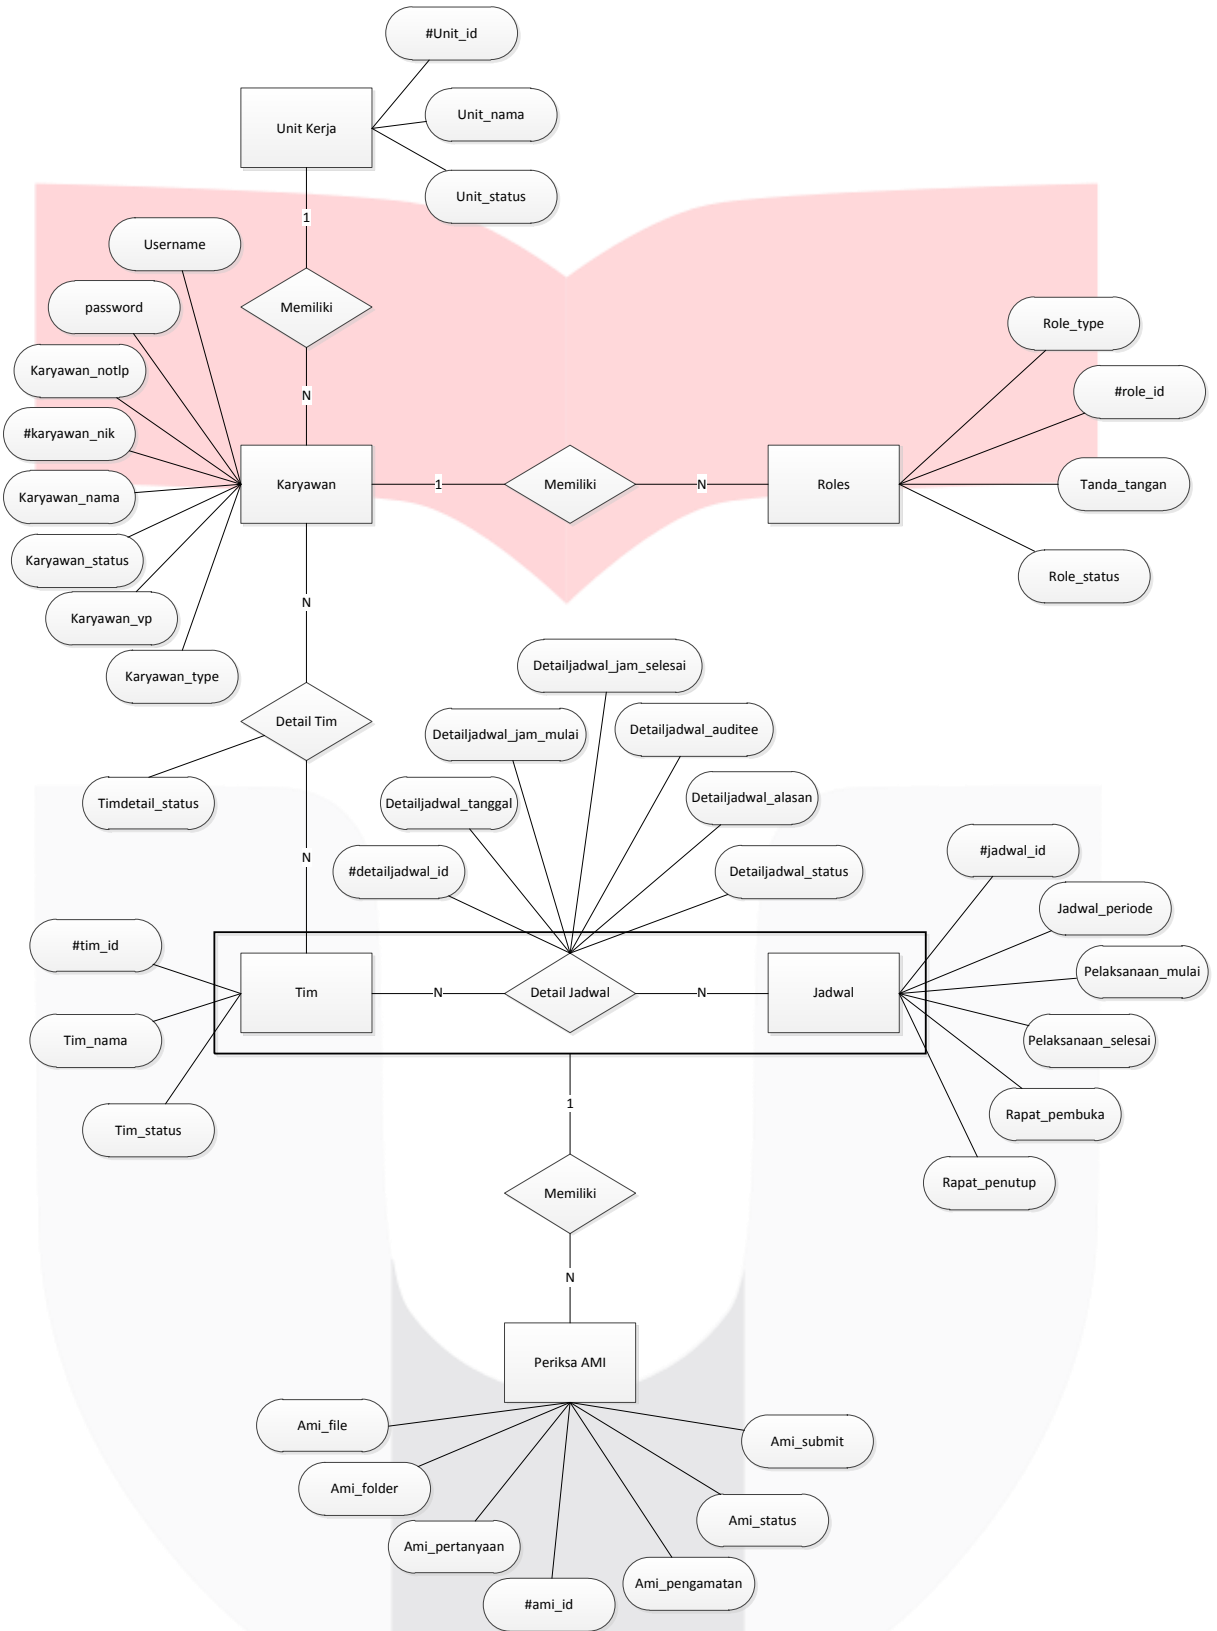 #Unit_id
Unit Kerja
Unit_nama
Unit_status
1
Username
Memiliki
password
Role_type
Karyawan_notlp
#role_id
N
#karyawan_nik
Karyawan
1
Memiliki
N
Roles
Tanda_tangan
Karyawan_nama
Karyawan_status
Role_status
N
Karyawan_vp
Karyawan_type
Detailjadwal_jam_selesai
Detail Tim
Detailjadwal_jam_mulai
Detailjadwal_auditee
Timdetail_status
Detailjadwal_tanggal
Detailjadwal_alasan
N
#detailjadwal_id
Detailjadwal_status
#jadwal_id
Jadwal_periode
#tim_id
Pelaksanaan_mulai
Tim
N
Detail Jadwal
N
Jadwal
Tim_nama
Pelaksanaan_selesai
1
Rapat_pembuka
Tim_status
Rapat_penutup
Memiliki
N
Periksa AMI
Ami_file
Ami_submit
Ami_folder
Ami_status
Ami_pertanyaan
Ami_pengamatan
#ami_id